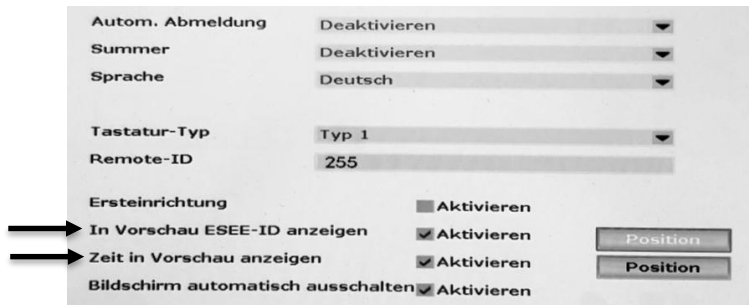 Autom. Abmeldung Deaktivieren
Summer Deaktivieren
Sprache Deutsch
Tastatur-Typ Typ 1
Remote-ID 255
Ersteinrichtung Aktivieren
In Vorschau ESEE-ID anzeigen Aktivieren Position
Zeit in Vorschau anzeigen Aktivieren Position
Bildschirm automatisch ausschalten Aktivieren